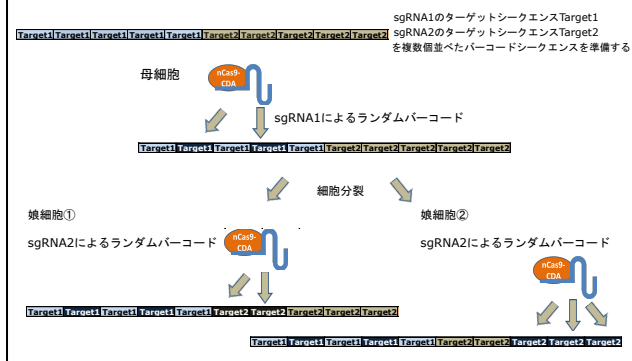 sgRNA1のターゲットシークエンスTarget1
sgRNA2のターゲットシークエンスTarget2
を複数個並べたバーコードシークエンスを準備する
Target1 Target1 Target1 Target1 Target1 Target2 Target2 Target2 Target2 Target2
母細胞
nCas9-
CDA
sgRNA1によるランダムバーコード
Target1 Target1 Target1 Target1 Target1 Target2 Target2 Target2 Target2 Target2
細胞分裂
娘細胞①
sgRNA2によるランダムバーコード
nCas9-
CDA
Target1 Target1 Target1 Target1 Target1 Target2 Target2 Target2 Target2 Target2
娘細胞②
sgRNA2によるランダムバーコード
nCas9-
CDA
Target1 Target1 Target1 Target1 Target1 Target2 Target2 Target2 Target2 Target2